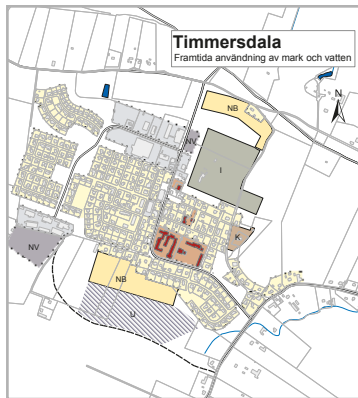 Timmersdala
Framtida användning av mark och vatten
N
NB
NV
I
K
NV
NB
U